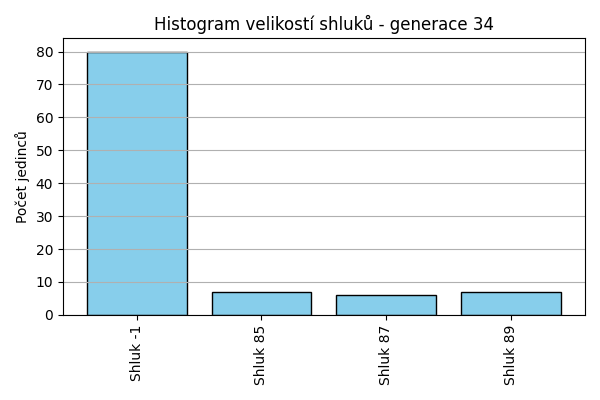 Histogram velikostí shluků - generace 34
Počet jedinců
80
70
60
50
40
30
20
10
0
Shluk -1
Shluk 85
Shluk 87
Shluk 89